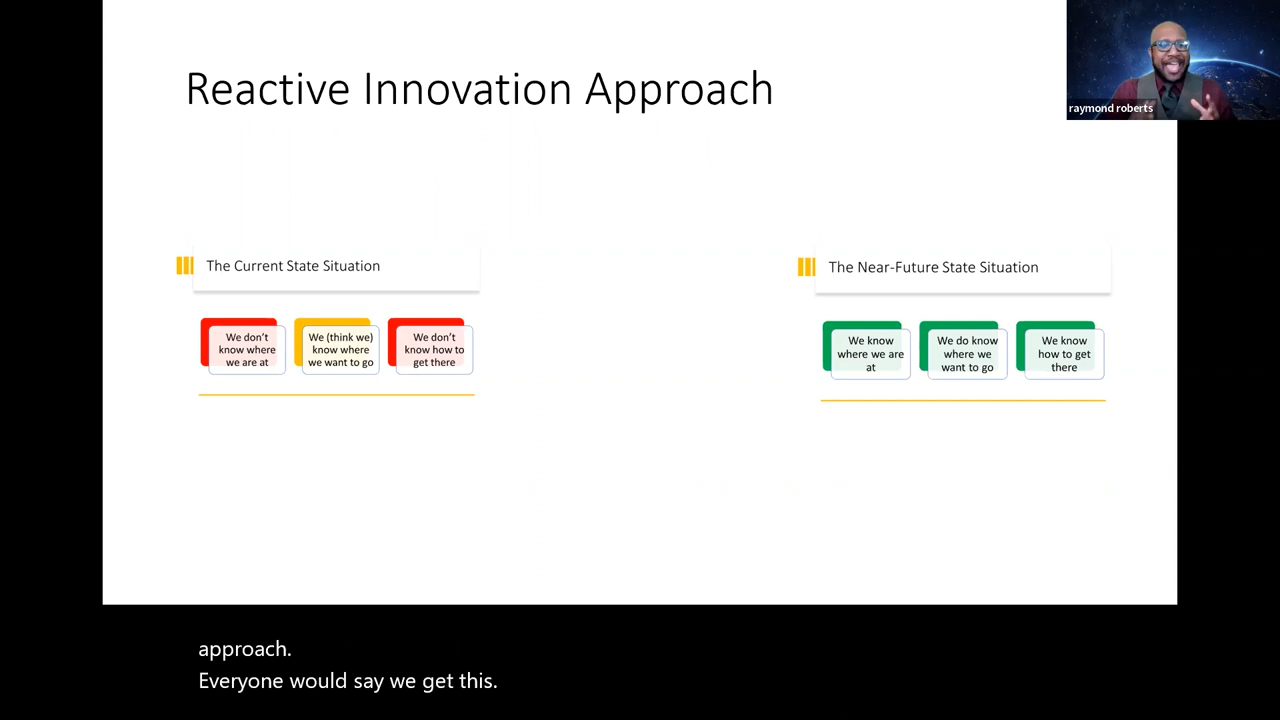 Reactive Innovation Approach
raymond roberts
The Current State Situation
We don't
know where
we are at
We (think we)
know where
we want to go
We don't
know how to
get there
The Near-Future State Situation
We know
where we are
at
We do know
where we
want to go
We know
how to get
there
approach.
Everyone would say we get this.